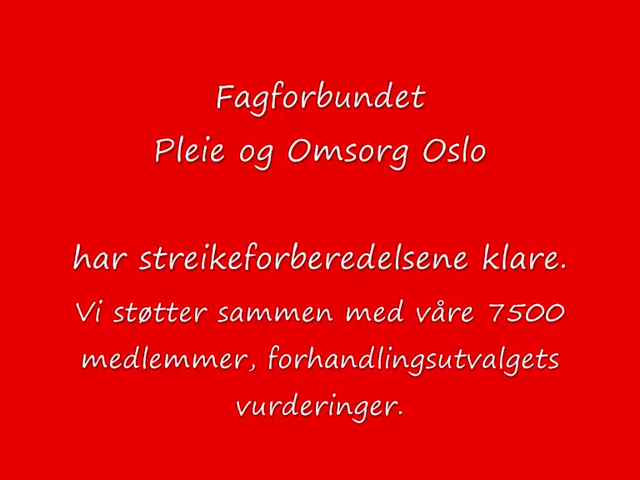 Fagforbundet
Pleie og Omsorg Oslo
har streikeforberedelsene klare.
Vi støtter sammen med våre 7500
medlemmer, forhandlingsutvalgets
vurderinger.